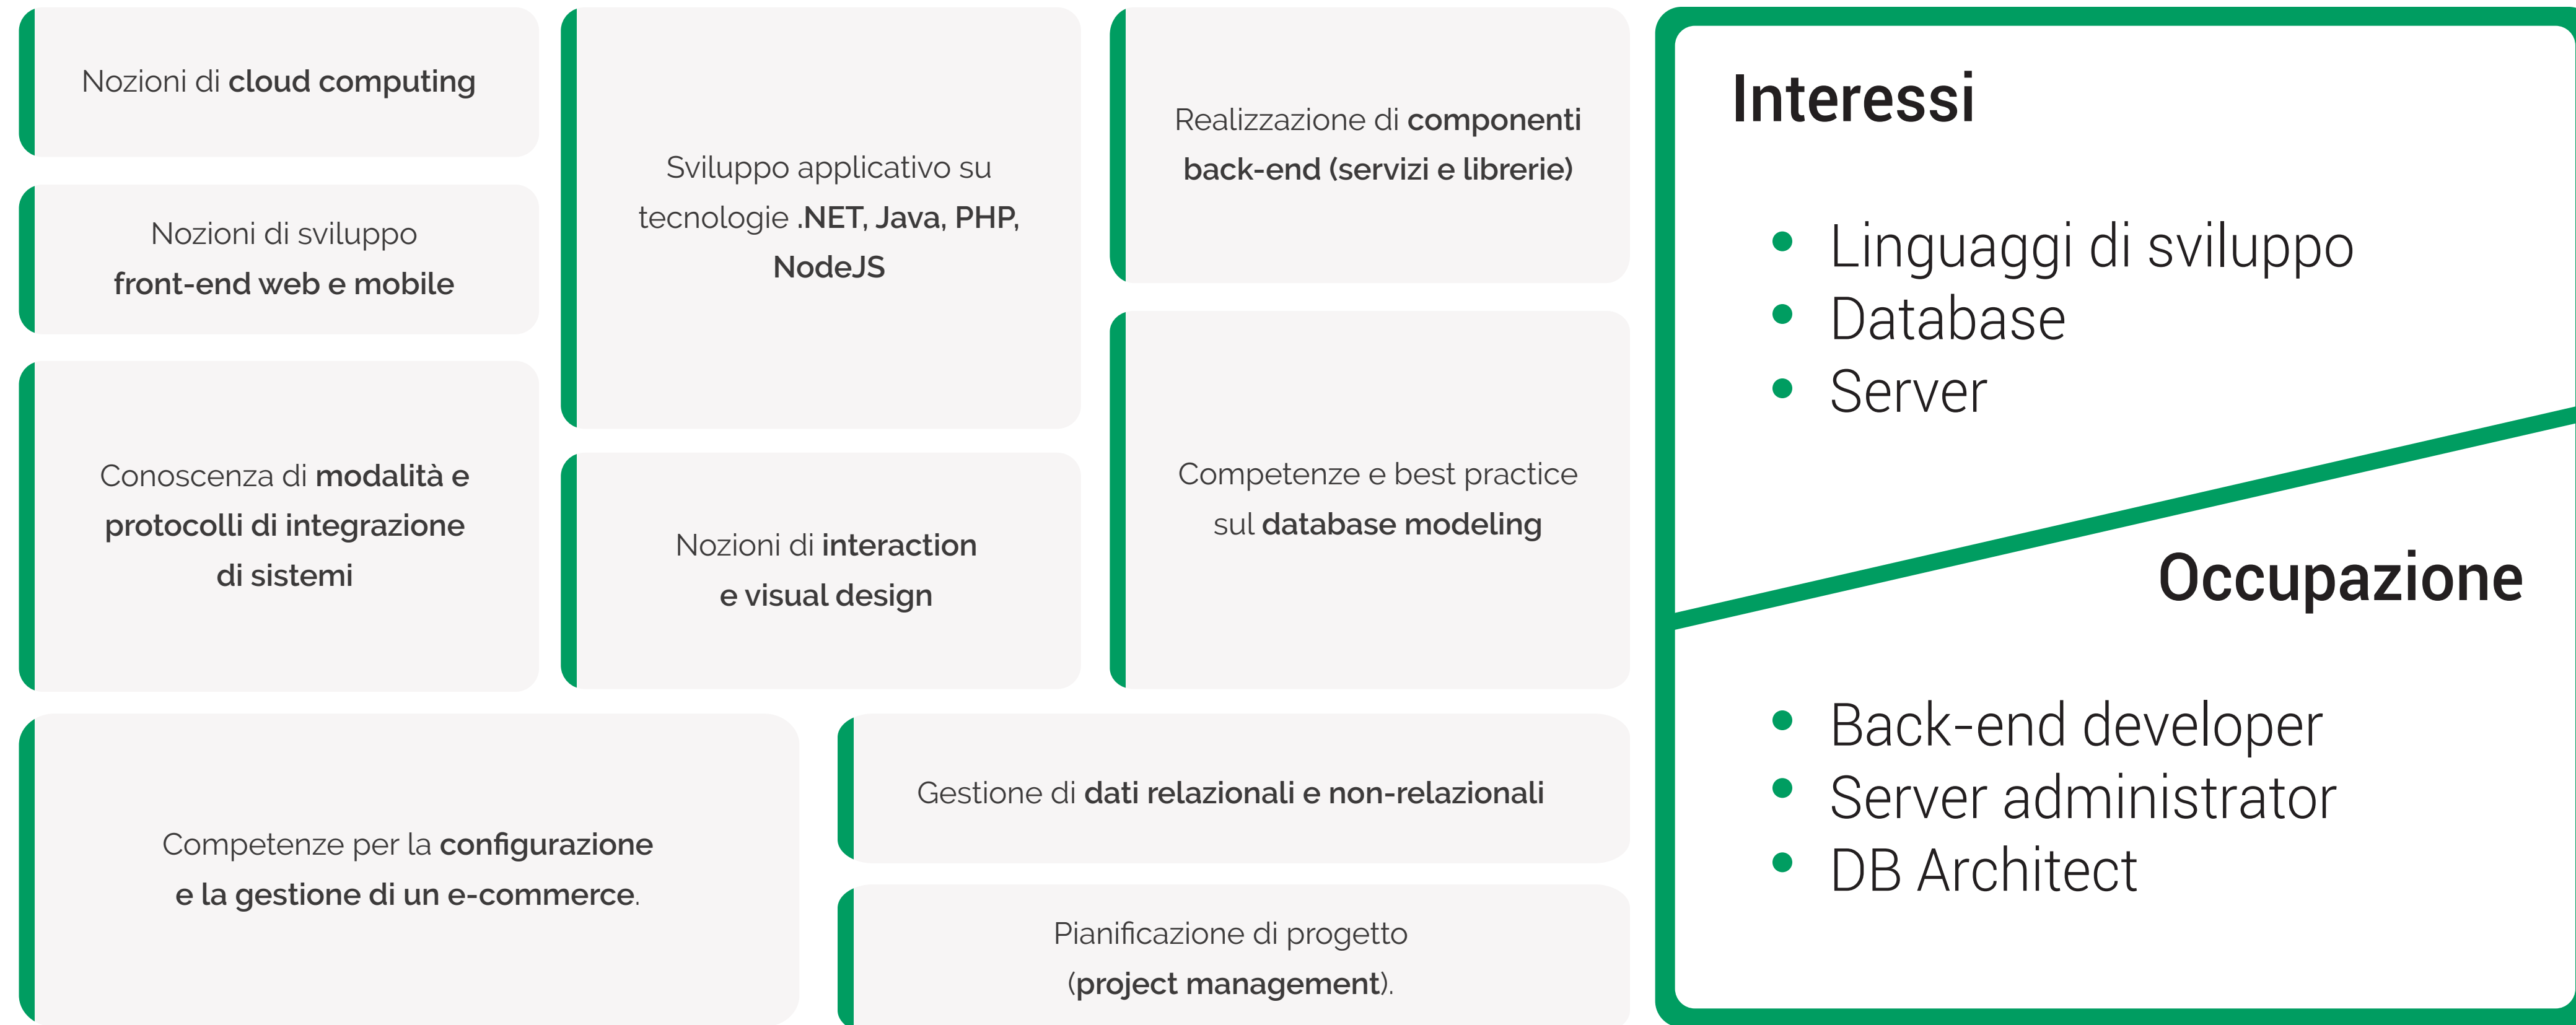 Nozioni di cloud computing
Nozioni di sviluppo
front-end web e mobile
Conoscenza di modalità e
protocolli di integrazione
di sistemi
Sviluppo applicativo su
tecnologie .NET, Java, PHP,
NodeJS
Nozioni di interaction
e visual design
Realizzazione di componenti
back-end (servizi e librerie)
Competenze e best practice
sul database modeling
Competenze per la configurazione
e la gestione di un e-commerce.
Gestione di dati relazionali e non-relazionali
Pianificazione di progetto
(project management).
Interessi
• Linguaggi di sviluppo
• Database
• Server
Occupazione
• Back-end developer
• Server administrator
• DB Architect